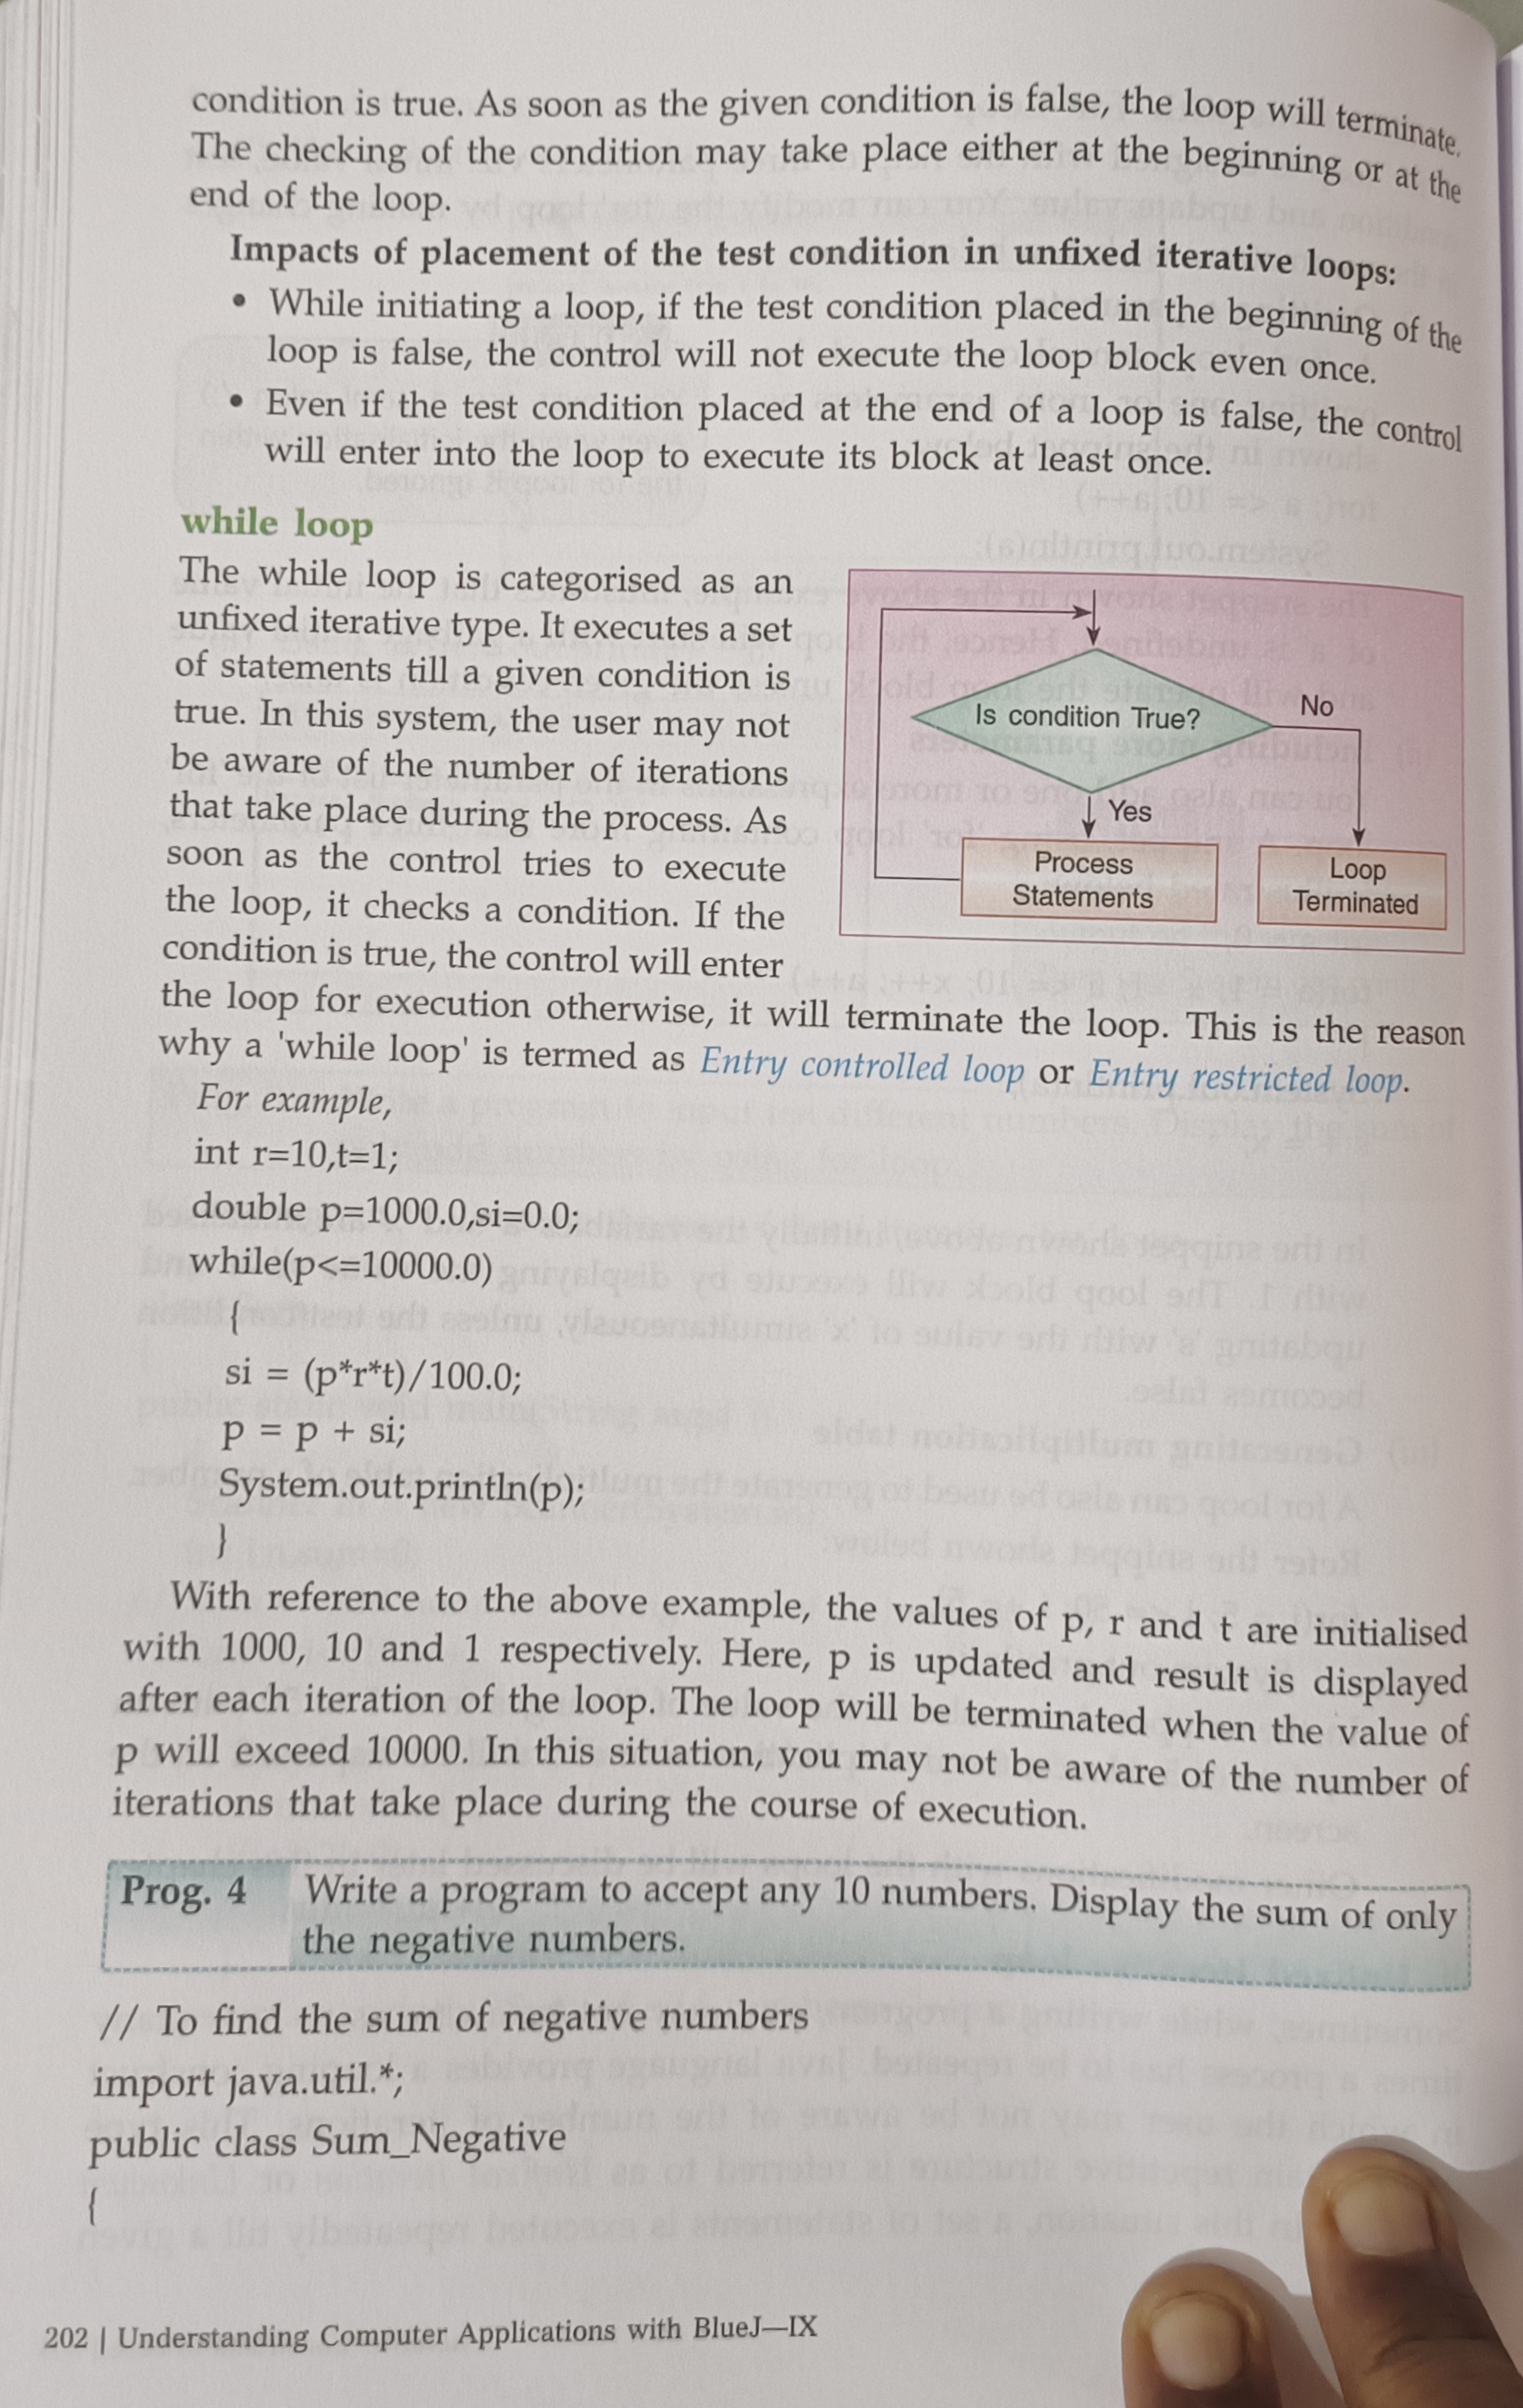 condition is true. As soon as the given condition is false, the loop will terminate.
The checking of the condition may take place either at the beginning or at the
end of the loop.
Impacts of placement of the test condition in unfixed iterative loops:
• While initiating a loop, if the test condition placed in the beginning of the
loop is false, the control will not execute the loop block even once.
• Even if the test condition placed at the end of a loop is false, the control
will enter into the loop to execute its block at least once.
while loop
The while loop is categorised as an
unfixed iterative type. It executes a set
of statements till a given condition is
true. In this system, the user may not
be aware of the number of iterations
that take place during the process. As
soon as the control tries to execute
the loop, it checks a condition. If the
condition is true, the control will enter
the loop for execution otherwise, it will terminate the loop. This is the reason
why a 'while loop' is termed as Entry controlled loop or Entry restricted loop.
Is condition True?
No
Yes
Process
Statements
Loop
Terminated
For example,
int r=10,t=1;
double p=1000.0,si=0.0;
while(p<=10000.0)
{
si = (p*r*t)/100.0;
p = p + si;
System.out.println(p);
}
With reference to the above example, the values of p, r and t are initialised
with 1000, 10 and 1 respectively. Here, p is updated and result is displayed
after each iteration of the loop. The loop will be terminated when the value of
p will exceed 10000. In this situation, you may not be aware of the number of
iterations that take place during the course of execution.
Prog. 4 Write a program to accept any 10 numbers. Display the sum of only
the negative numbers.
// To find the sum of negative numbers
import java.util.*;
public class Sum_Negative
{
202 | Understanding Computer Applications with BlueJ—IX